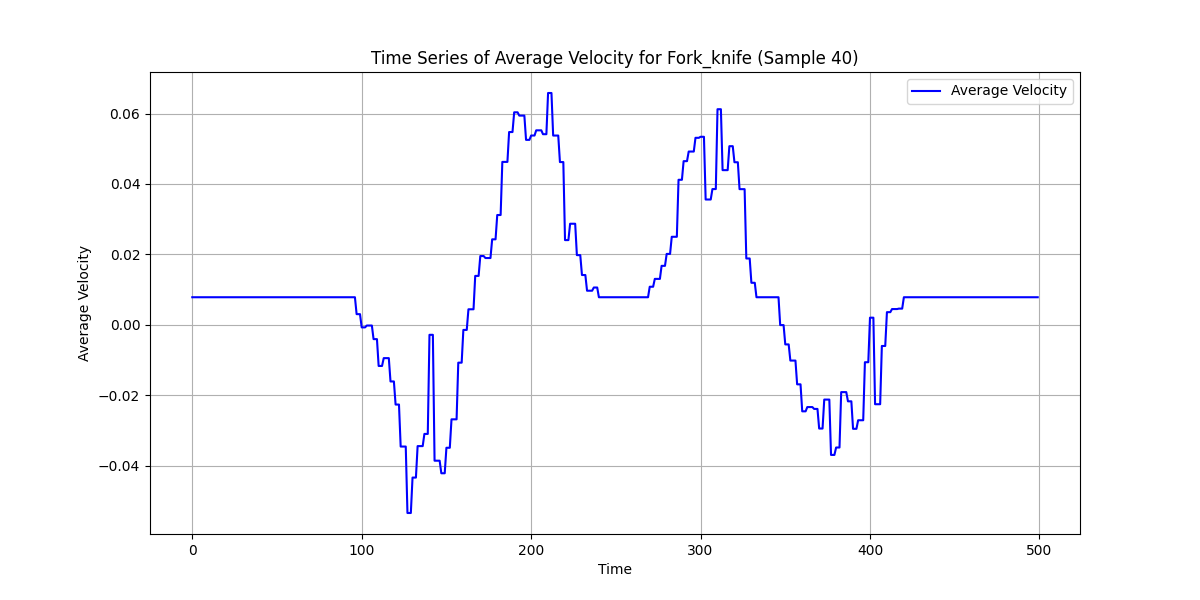 Time Series of Average Velocity for Fork_knife (Sample 40)
Average Velocity
0.06
0.04
0.02
0.00
−0.02
−0.04
Average Velocity
0 100 200 300 400 500
Time